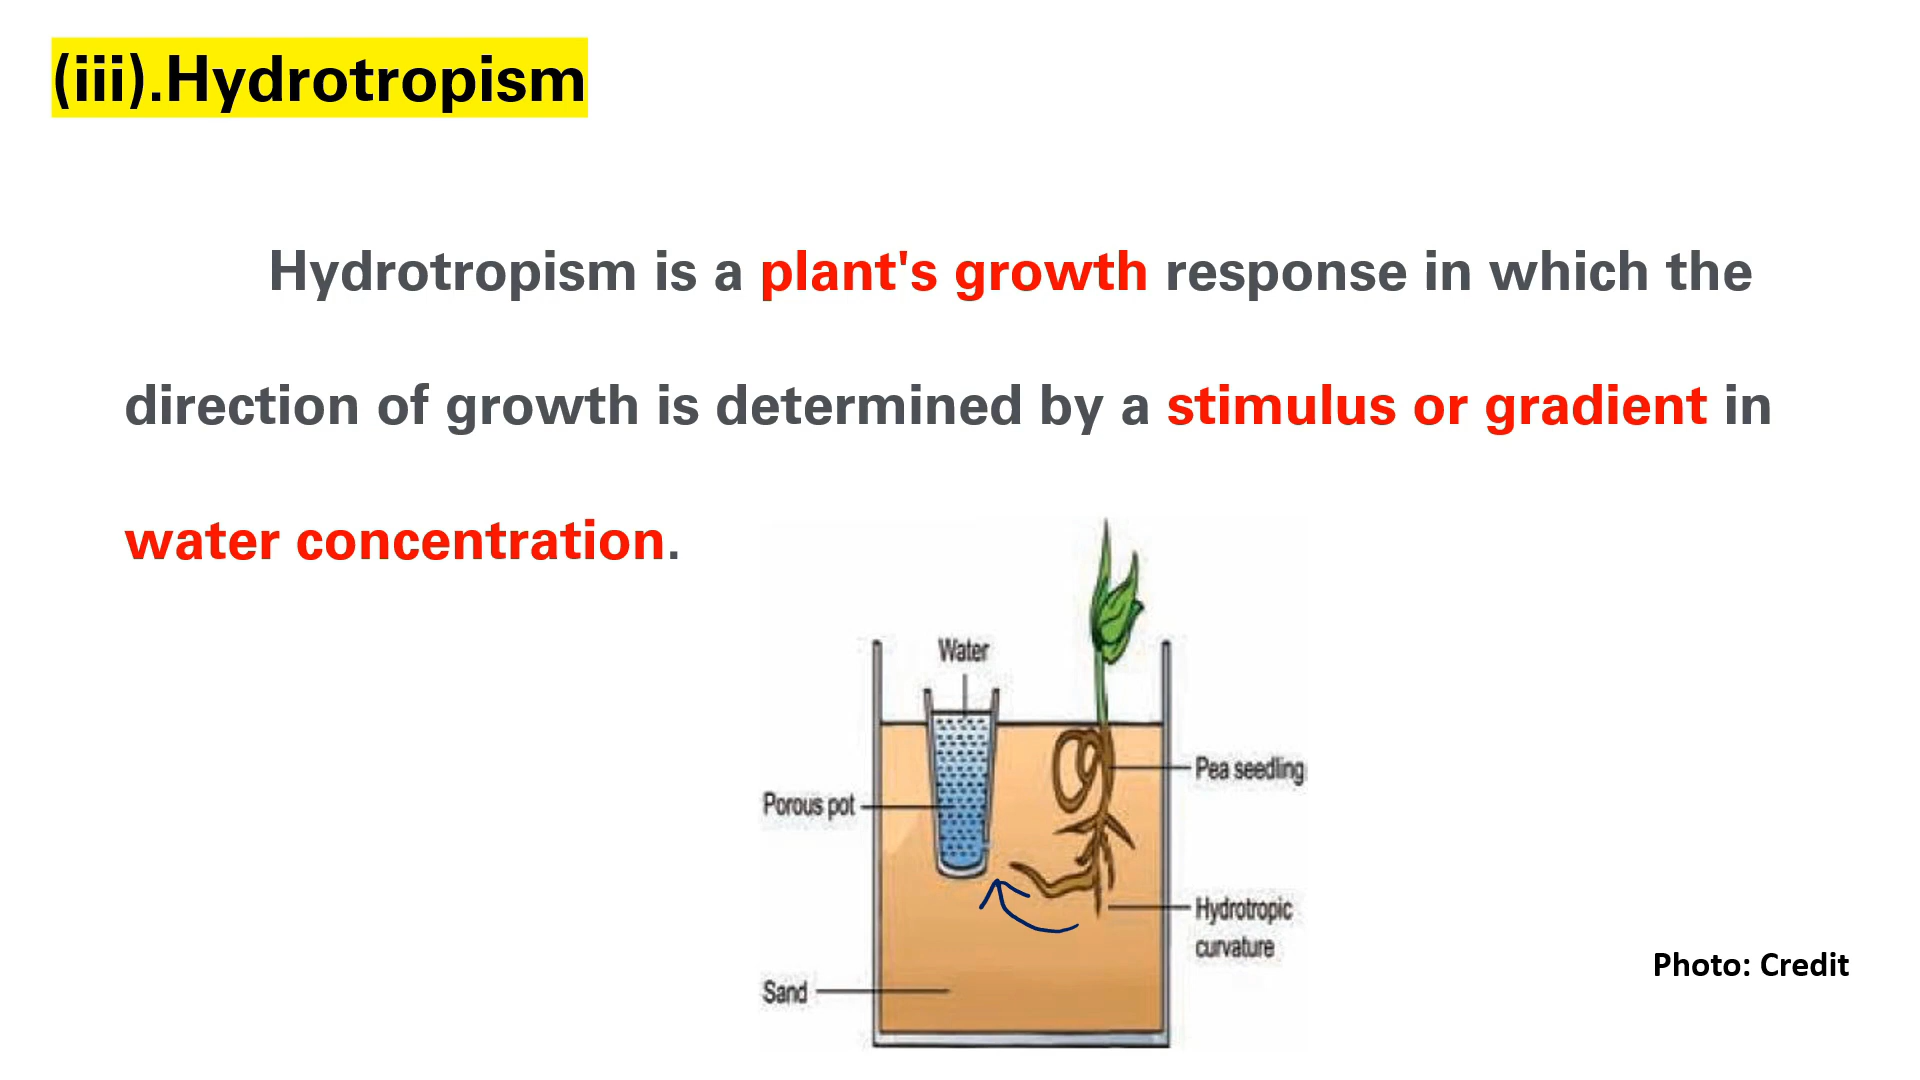 (iii).Hydrotropism
Hydrotropism is a plant's growth response in which the
direction of growth is determined by a stimulus or gradient in
water concentration.
Water
Porous pot
Pea seedling
Hydrotropic
curvature
Sand
Photo: Credit